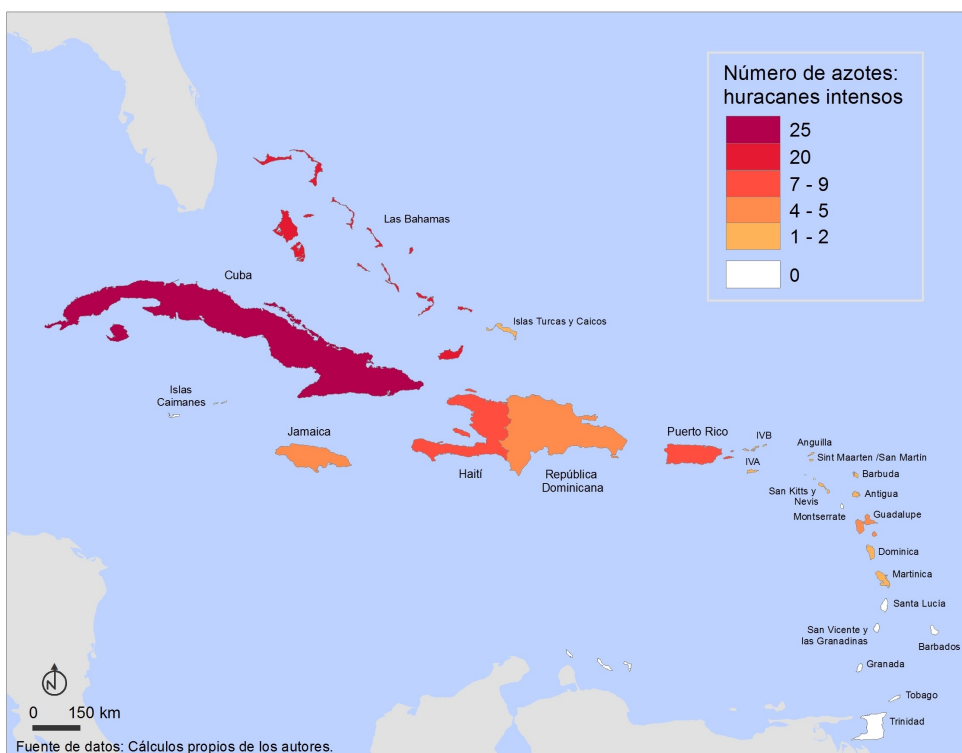 Número de azotes:
huracanes intensos
25
20
7 - 9
4 - 5
1 - 2
0
Las Bahamas
Cuba
Islas Turcas y Caicos
Islas
Caimanes
Jamaica
Haití
República
Dominicana
Puerto Rico
IVB
IVA
Anguilla
Sint Maarten /San Martín
Barbuda
San Kitts y
Nevis
Antigua
Montserrate
Guadalupe
Dominica
Martinica
Santa Lucía
San Vicente y
las Granadinas
Barbados
Granada
Tobago
Trinidad
N
0 150 km
Fuente de datos: Cálculos propios de los autores.